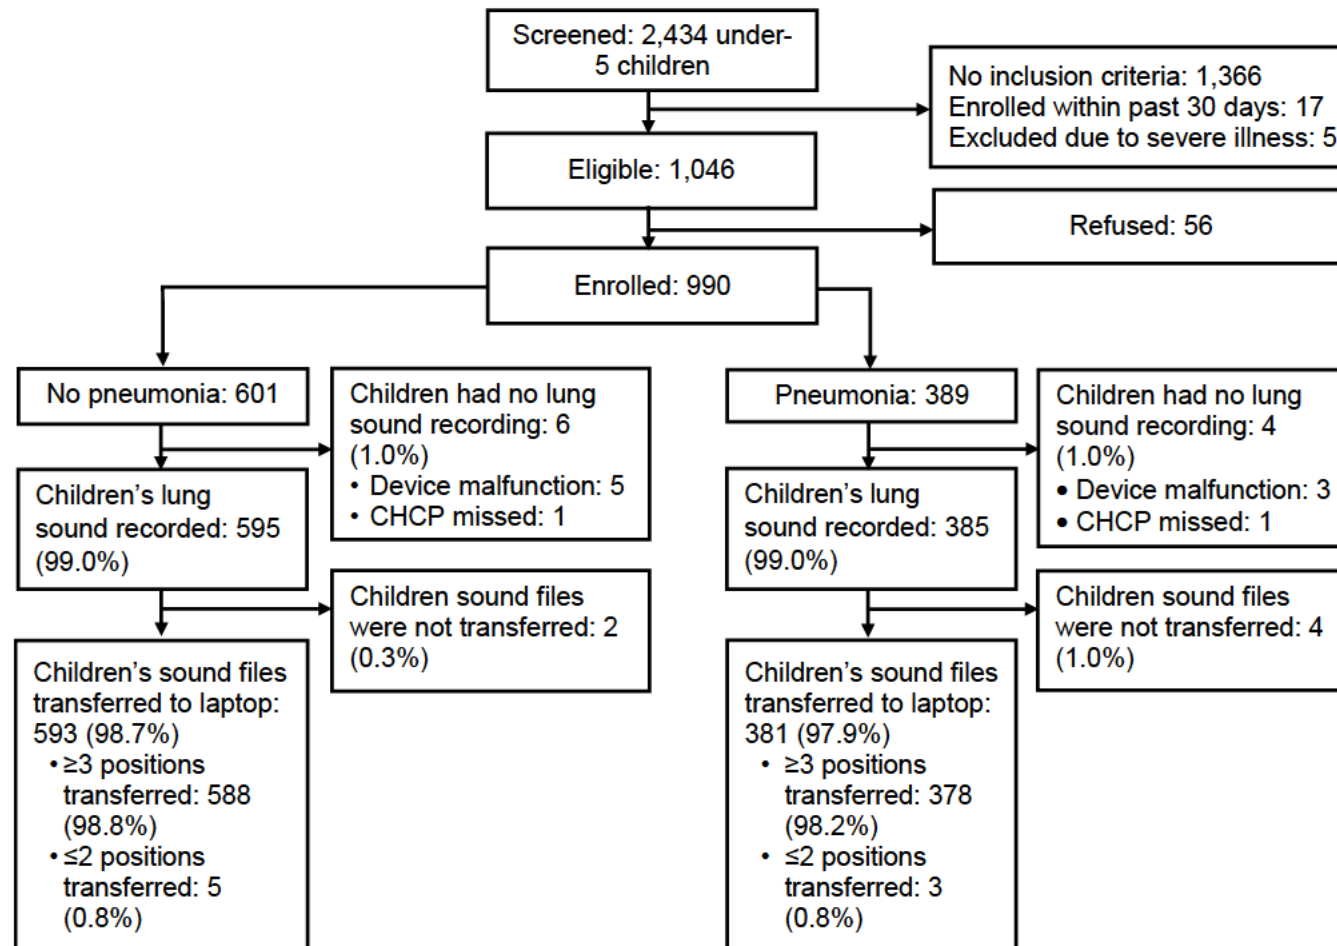 Screened: 2,434 under-
5 children
No inclusion criteria: 1,366
Enrolled within past 30 days: 17
Excluded due to severe illness: 5
Eligible: 1,046
Refused: 56
Enrolled: 990
No pneumonia: 601
Children had no lung
sound recording: 6
(1.0%)
• Device malfunction: 5
• CHCP missed: 1
Children's lung
sound recorded: 595
(99.0%)
Children sound files
were not transferred: 2
(0.3%)
Children's sound files
transferred to laptop:
593 (98.7%)
• ≥3 positions
transferred: 588
(98.8%)
• ≤2 positions
transferred: 5
(0.8%)
Pneumonia: 389
Children had no lung
sound recording: 4
(1.0%)
• Device malfunction: 3
• CHCP missed: 1
Children's lung
sound recorded: 385
(99.0%)
Children sound files
were not transferred: 4
(1.0%)
Children's sound files
transferred to laptop:
381 (97.9%)
• ≥3 positions
transferred: 378
(98.2%)
• ≤2 positions
transferred: 3
(0.8%)